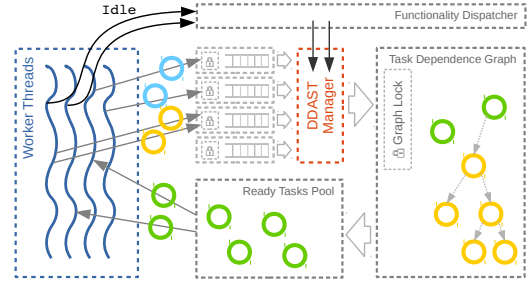 Idle
Functionality Dispatcher
Worker Threads
DDAST
Manager
Task Dependence Graph
Graph Lock
Ready Tasks Pool